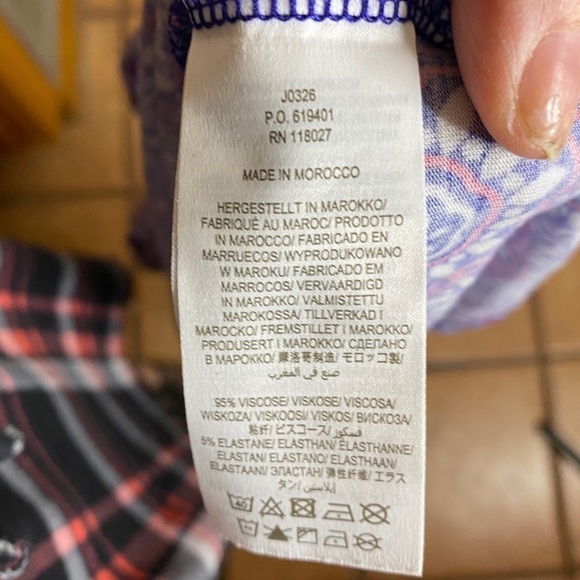 J0326
P.O. 619401
RN 118027
MADE IN MOROCCO
HERGESTELLT IN MAROKKO/
FABRIQUÉ AU MAROC/ PRODOTTO
IN MAROCCO/ FABRICADO EN
MARRUECOS/ WYPRODUKOWANO
W MAROKU/ FABRICADO EM
MARROCOS/ VERVAARDIGD
IN MAROKKO/ VALMISTETTU
MAROKOSSA/ TILLVERKAD I
MAROCKO/ FREMSTILLET I MAROKKO/
PRODUSERT I MAROKKO/ СДЕЛАНО
В МАРОККО/ 摩洛哥制造/ モロッコ製/
صنع في المغرب
95% VISCOSE/ VISKOSE/ VISCOSA/
WISKOZA/ VISKOOSI/ VISKOS/ ВИСКОЗА/
粘纤/ ビスコース/ فسكوز/
5% ELASTANE/ ELASTHAN/ ÉLASTHANNE/
ELASTAN/ ELASTANO/ ELASTHAAN/
ELASTAANI/ ЭЛАСТАН/ 弹性纤维/ エラス
タン/ إيلاستين/